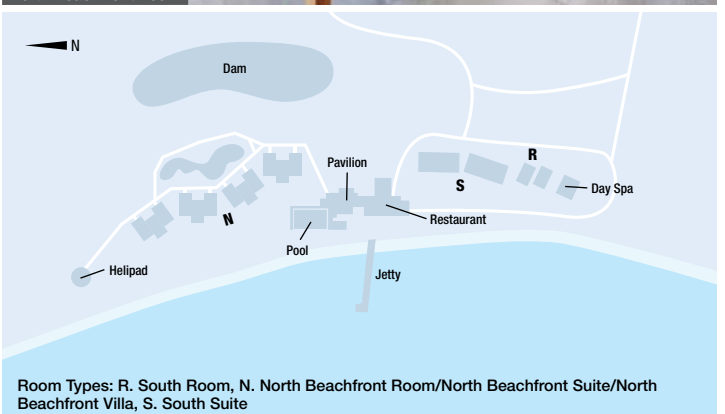 N
Dam
Pavilion
R
S
Day Spa
Restaurant
N
Pool
Helipad
Jetty
Room Types: R. South Room, N. North Beachfront Room/North Beachfront Suite/North
Beachfront Villa, S. South Suite